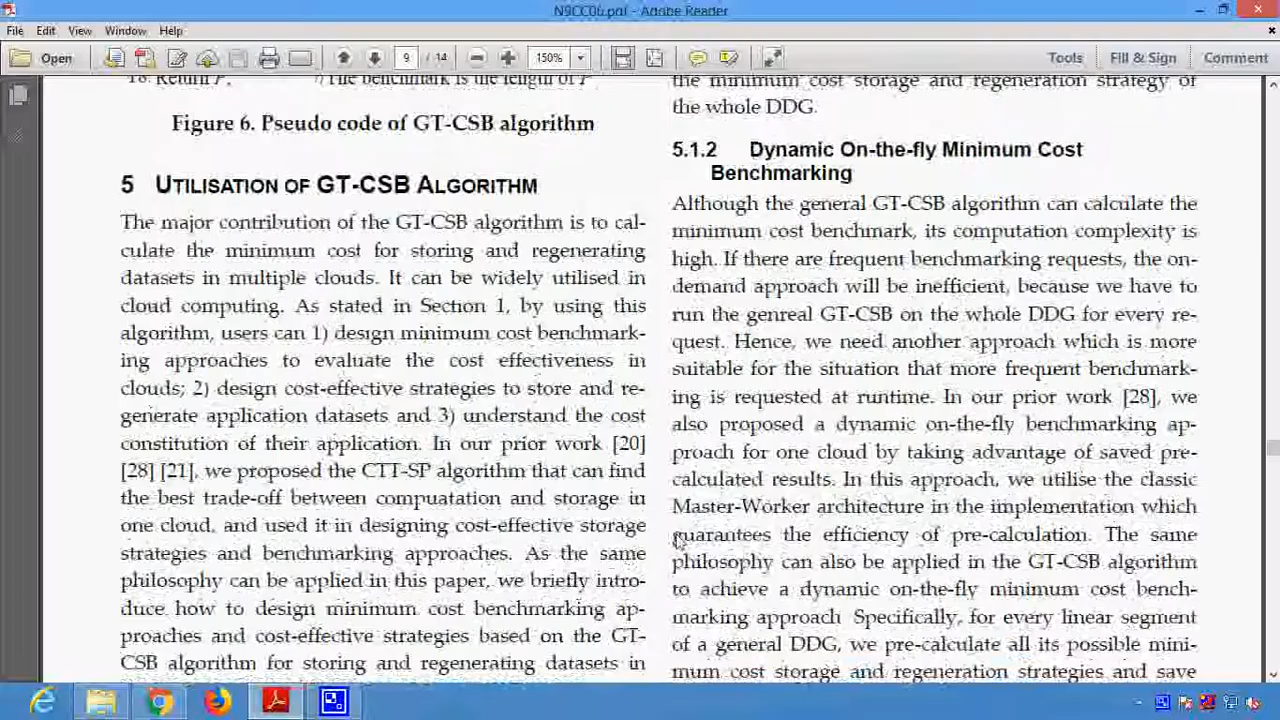 N9CC06.pdf - Adobe Reader
File Edit View Window Help
Open 9 / 14 150% Tools Fill & Sign Comment
18. Return P. //The benchmark is the length of P
Figure 6. Pseudo code of GT-CSB algorithm
5 UTILISATION OF GT-CSB ALGORITHM
The major contribution of the GT-CSB algorithm is to cal-
culate the minimum cost for storing and regenerating
datasets in multiple clouds. It can be widely utilised in
cloud computing. As stated in Section 1, by using this
algorithm, users can 1) design minimum cost benchmark-
ing approaches to evaluate the cost effectiveness in
clouds; 2) design cost-effective strategies to store and re-
generate application datasets and 3) understand the cost
constitution of their application. In our prior work [20]
[28] [21], we proposed the CTT-SP algorithm that can find
the best trade-off between compuatation and storage in
one cloud, and used it in designing cost-effective storage
strategies and benchmarking approaches. As the same
philosophy can be applied in this paper, we briefly intro-
duce how to design minimum cost benchmarking ap-
proaches and cost-effective strategies based on the GT-
CSB algorithm for storing and regenerating datasets in
the minimum cost storage and regeneration strategy of
the whole DDG.
5.1.2 Dynamic On-the-fly Minimum Cost
Benchmarking
Although the general GT-CSB algorithm can calculate the
minimum cost benchmark, its computation complexity is
high. If there are frequent benchmarking requests, the on-
demand approach will be inefficient, because we have to
run the genreal GT-CSB on the whole DDG for every re-
quest. Hence, we need another approach which is more
suitable for the situation that more frequent benchmark-
ing is requested at runtime. In our prior work [28], we
also proposed a dynamic on-the-fly benchmarking ap-
proach for one cloud by taking advantage of saved pre-
calculated results. In this approach, we utilise the classic
Master-Worker architecture in the implementation which
guarantees the efficiency of pre-calculation. The same
philosophy can also be applied in the GT-CSB algorithm
to achieve a dynamic on-the-fly minimum cost bench-
marking approach Specifically, for every linear segment
of a general DDG, we pre-calculate all its possible mini-
mum cost storage and regeneration strategies and save